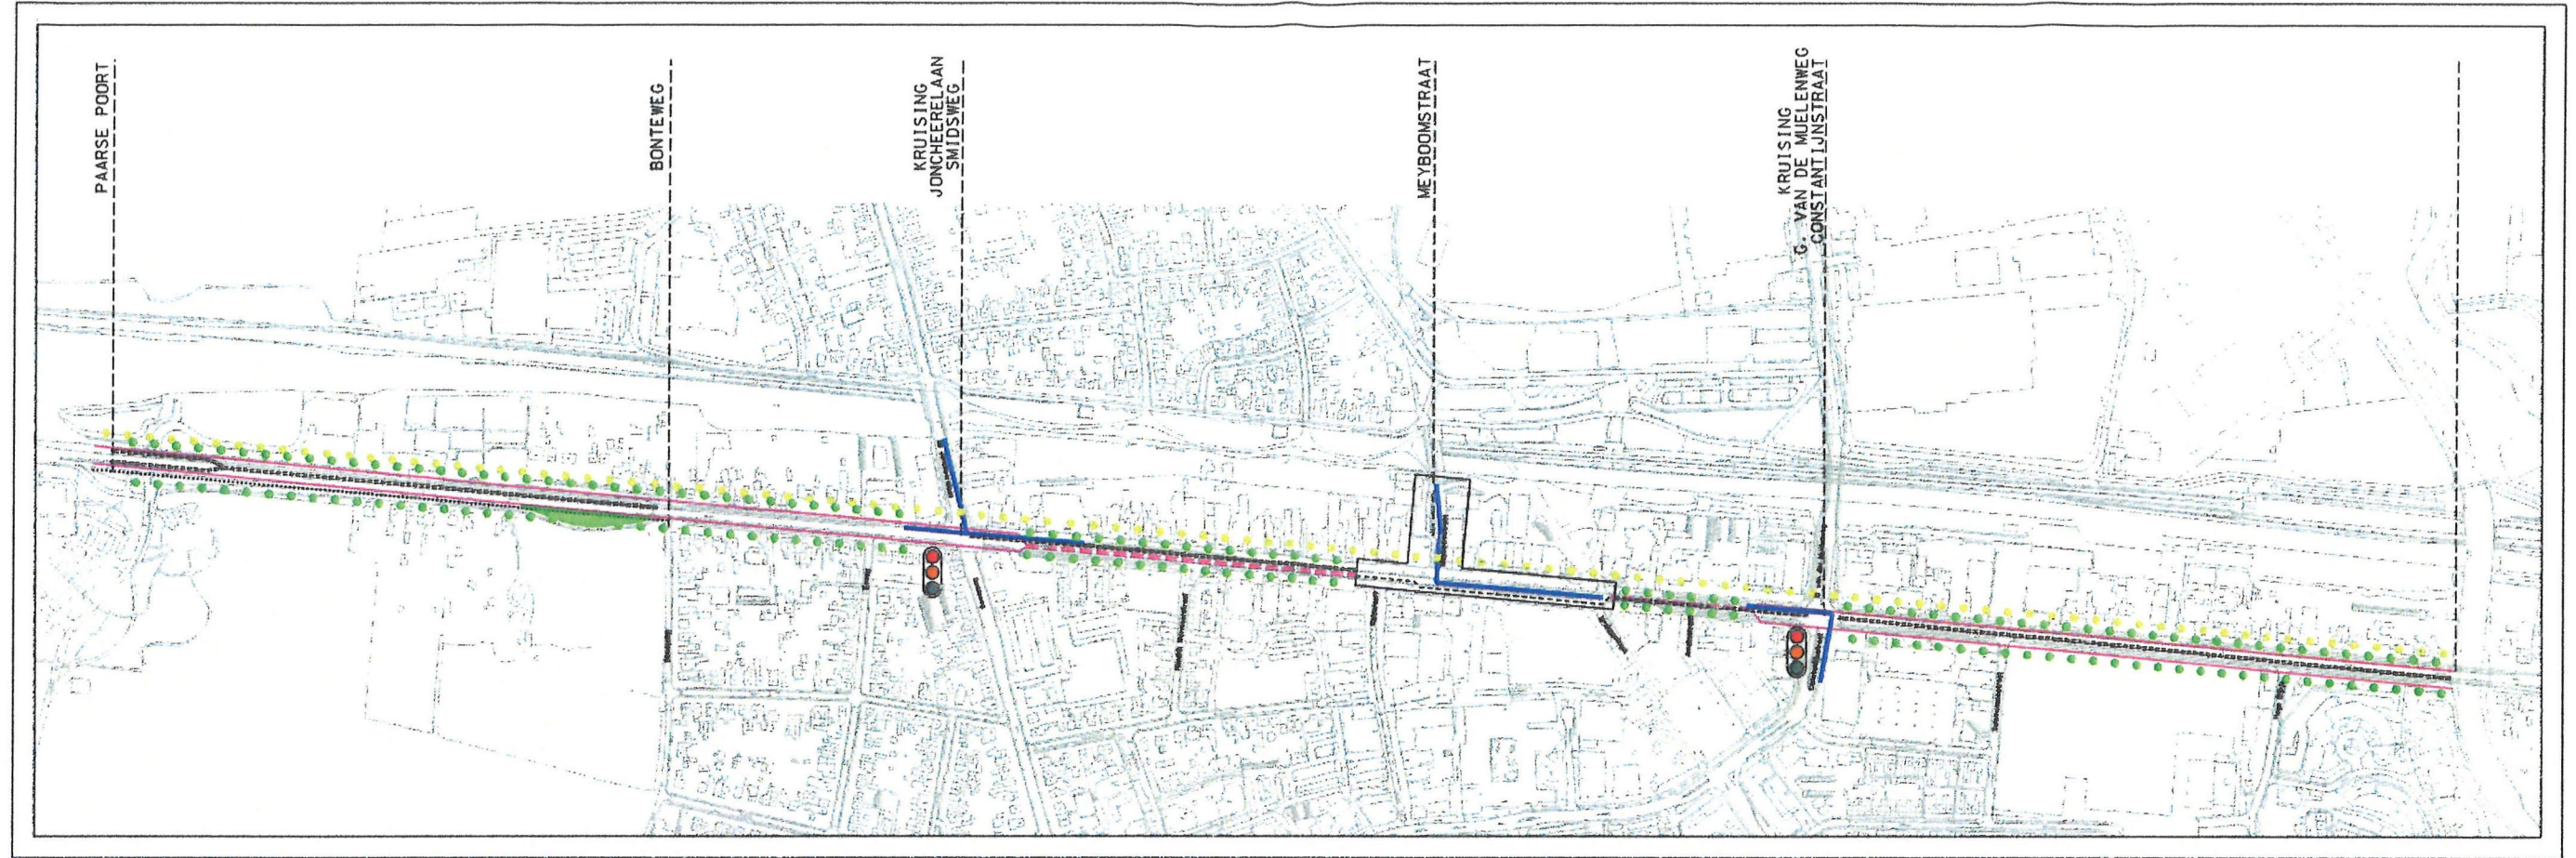 PAARSE POORT
BONTEWEG
KRUISING
JONCHEERELAAN
SMIDSWEG
MEYBOOMSTRAAT
KRUISING
G. VAN DE MUELENWEG
CONSTANTIJNSTRAAT